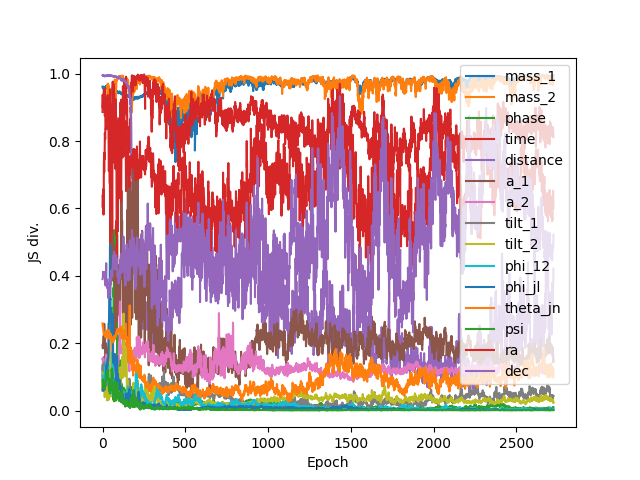 1.0
0.8
0.6
0.4
0.2
0.0
JS div.
0
500
1000
1500
2000
2500
Epoch
mass_1
mass_2
phase
time
distance
a_1
a_2
tilt_1
tilt_2
phi_12
phi_jl
theta_jn
psi
ra
dec